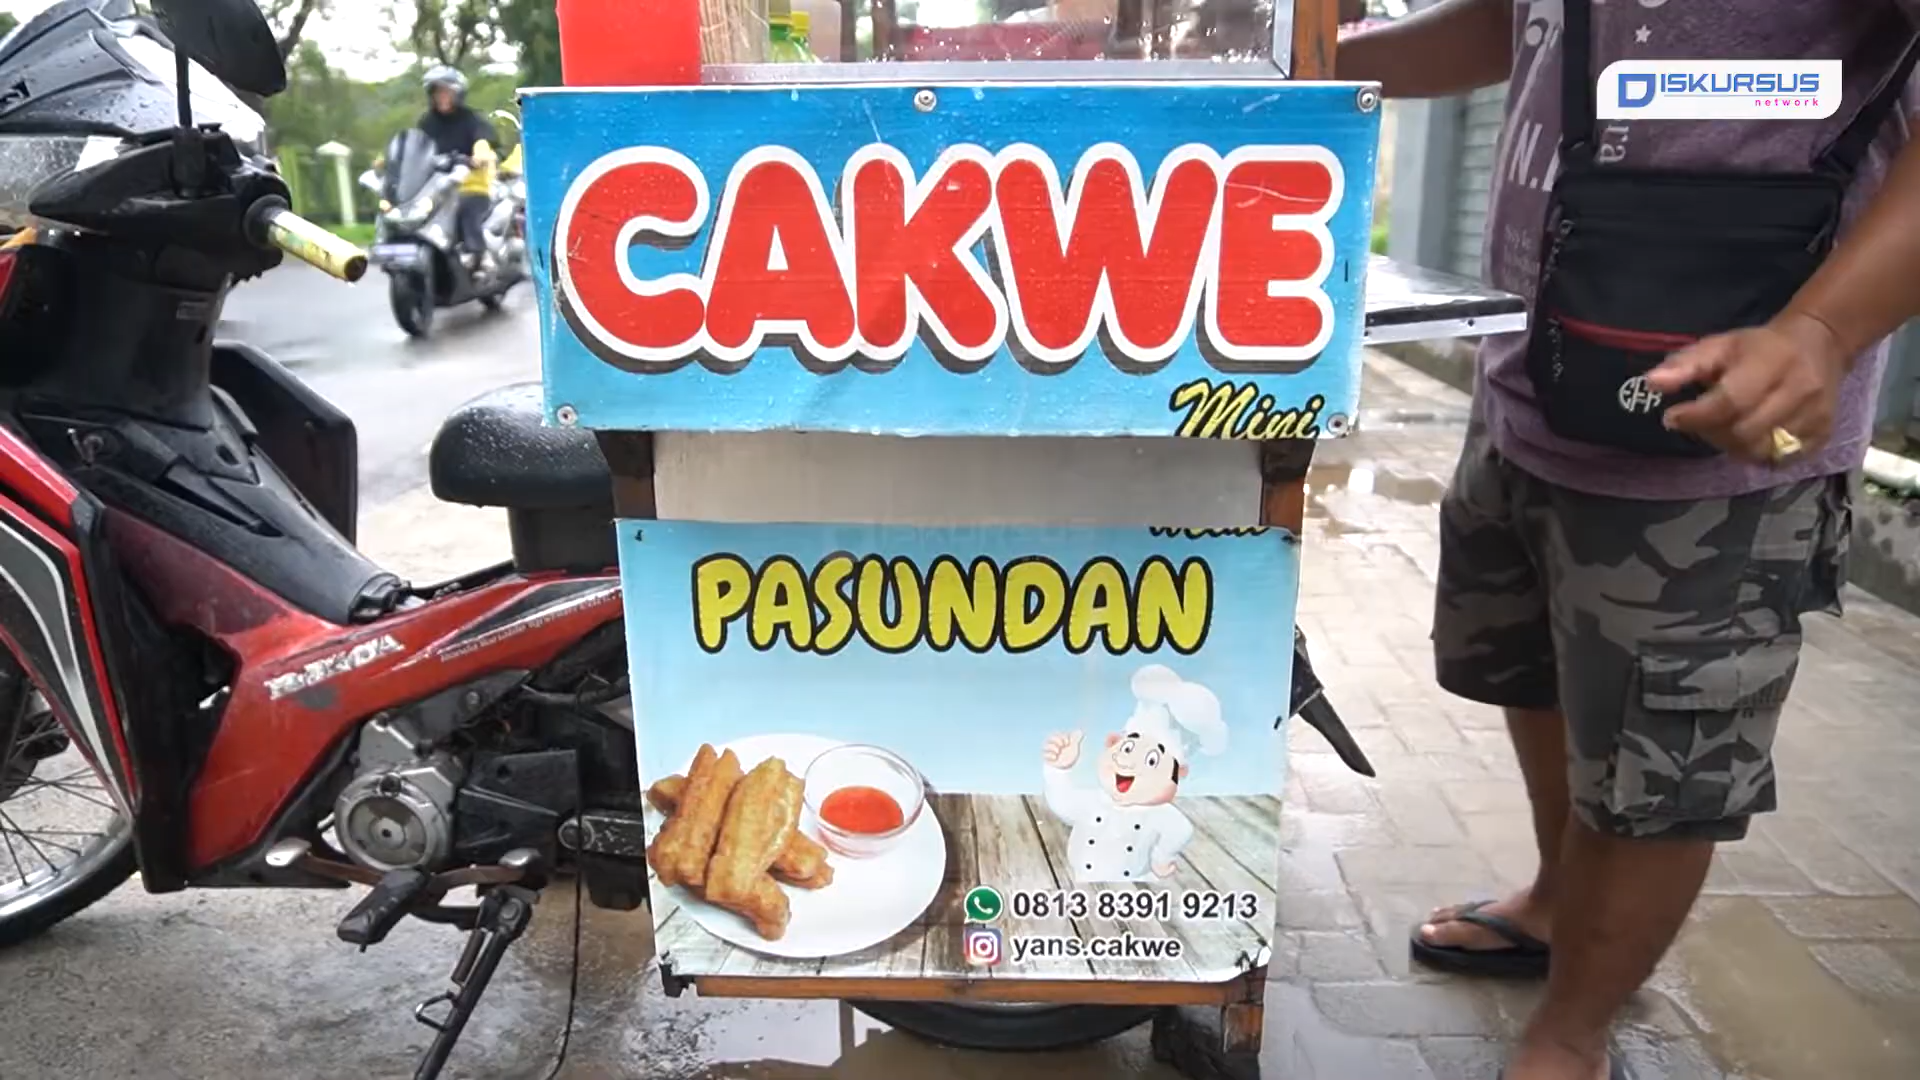 DISKURSUS
network
CAKWE
Mini
PASUNDAN
0813 8391 9213
yans.cakwe
HONDA
N.